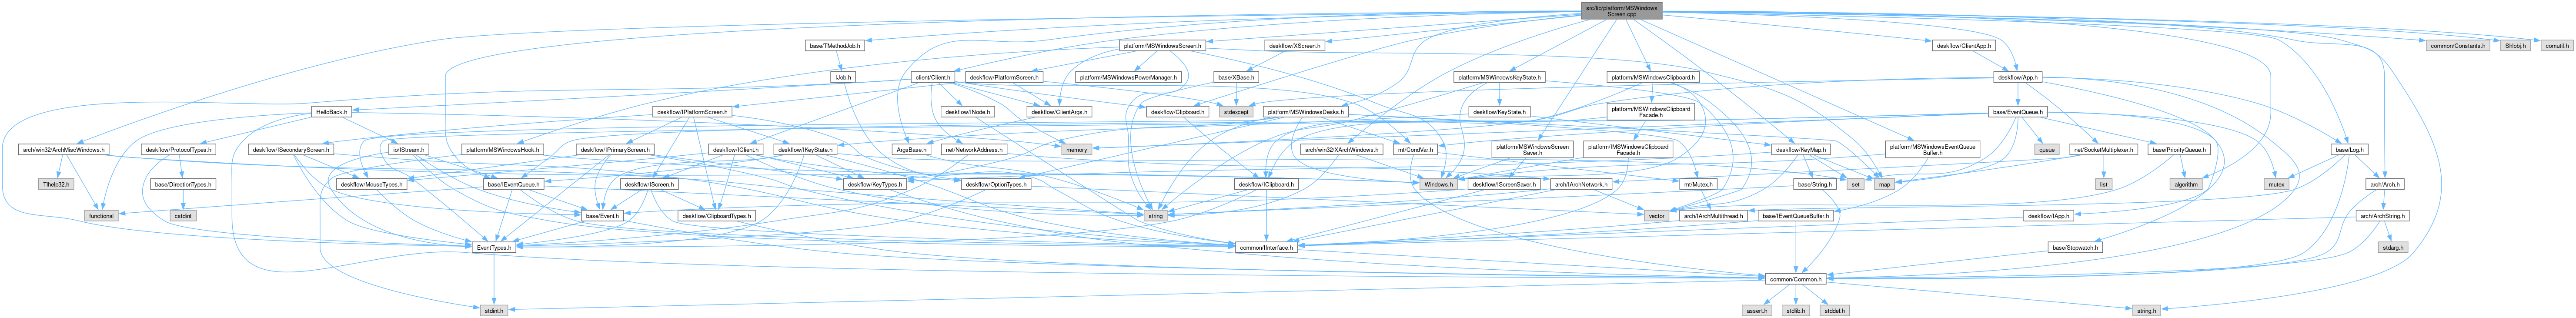 src/lib/platform/MSWindows
Screen.cpp
base/TMethodJob.h
platform/MSWindowsScreen.h
deskflow/XScreen.h
deskflow/ClientApp.h
common/Constants.h
Shlobj.h
comutil.h
IJob.h
client/Client.h
deskflow/PlatformScreen.h
platform/MSWindowsPowerManager.h
base/XBase.h
platform/MSWindowsKeyState.h
platform/MSWindowsClipboard.h
deskflow/App.h
HelloBack.h
deskflow/IPlatformScreen.h
deskflow/INode.h
deskflow/ClientArgs.h
deskflow/Clipboard.h
stdexcept
platform/MSWindowsDesks.h
deskflow/KeyState.h
platform/MSWindowsClipboard
Facade.h
base/EventQueue.h
arch/win32/ArchMiscWindows.h
deskflow/ProtocolTypes.h
deskflow/ISecondaryScreen.h
io/IStream.h
platform/MSWindowsHook.h
deskflow/IPrimaryScreen.h
deskflow/IClient.h
deskflow/IKeyState.h
memory
ArgsBase.h
net/NetworkAddress.h
mt/CondVar.h
arch/win32/XArchWindows.h
platform/MSWindowsScreen
Saver.h
platform/IMSWindowsClipboard
Facade.h
deskflow/KeyMap.h
platform/MSWindowsEventQueue
Buffer.h
queue
net/SocketMultiplexer.h
base/PriorityQueue.h
base/Log.h
Tlhelp32.h
base/DirectionTypes.h
deskflow/MouseTypes.h
base/IEventQueue.h
deskflow/IScreen.h
deskflow/KeyTypes.h
deskflow/OptionTypes.h
deskflow/IClipboard.h
mt/Mutex.h
Windows.h
deskflow/IScreenSaver.h
arch/IArchNetwork.h
base/String.h
set
map
list
algorithm
mutex
arch/Arch.h
functional
cstdint
base/Event.h
deskflow/ClipboardTypes.h
string
vector
arch/IArchMultithread.h
base/IEventQueueBuffer.h
deskflow/IApp.h
arch/ArchString.h
EventTypes.h
common/IInterface.h
base/Stopwatch.h
stdarg.h
common/Common.h
stdint.h
assert.h
stdlib.h
stddef.h
string.h